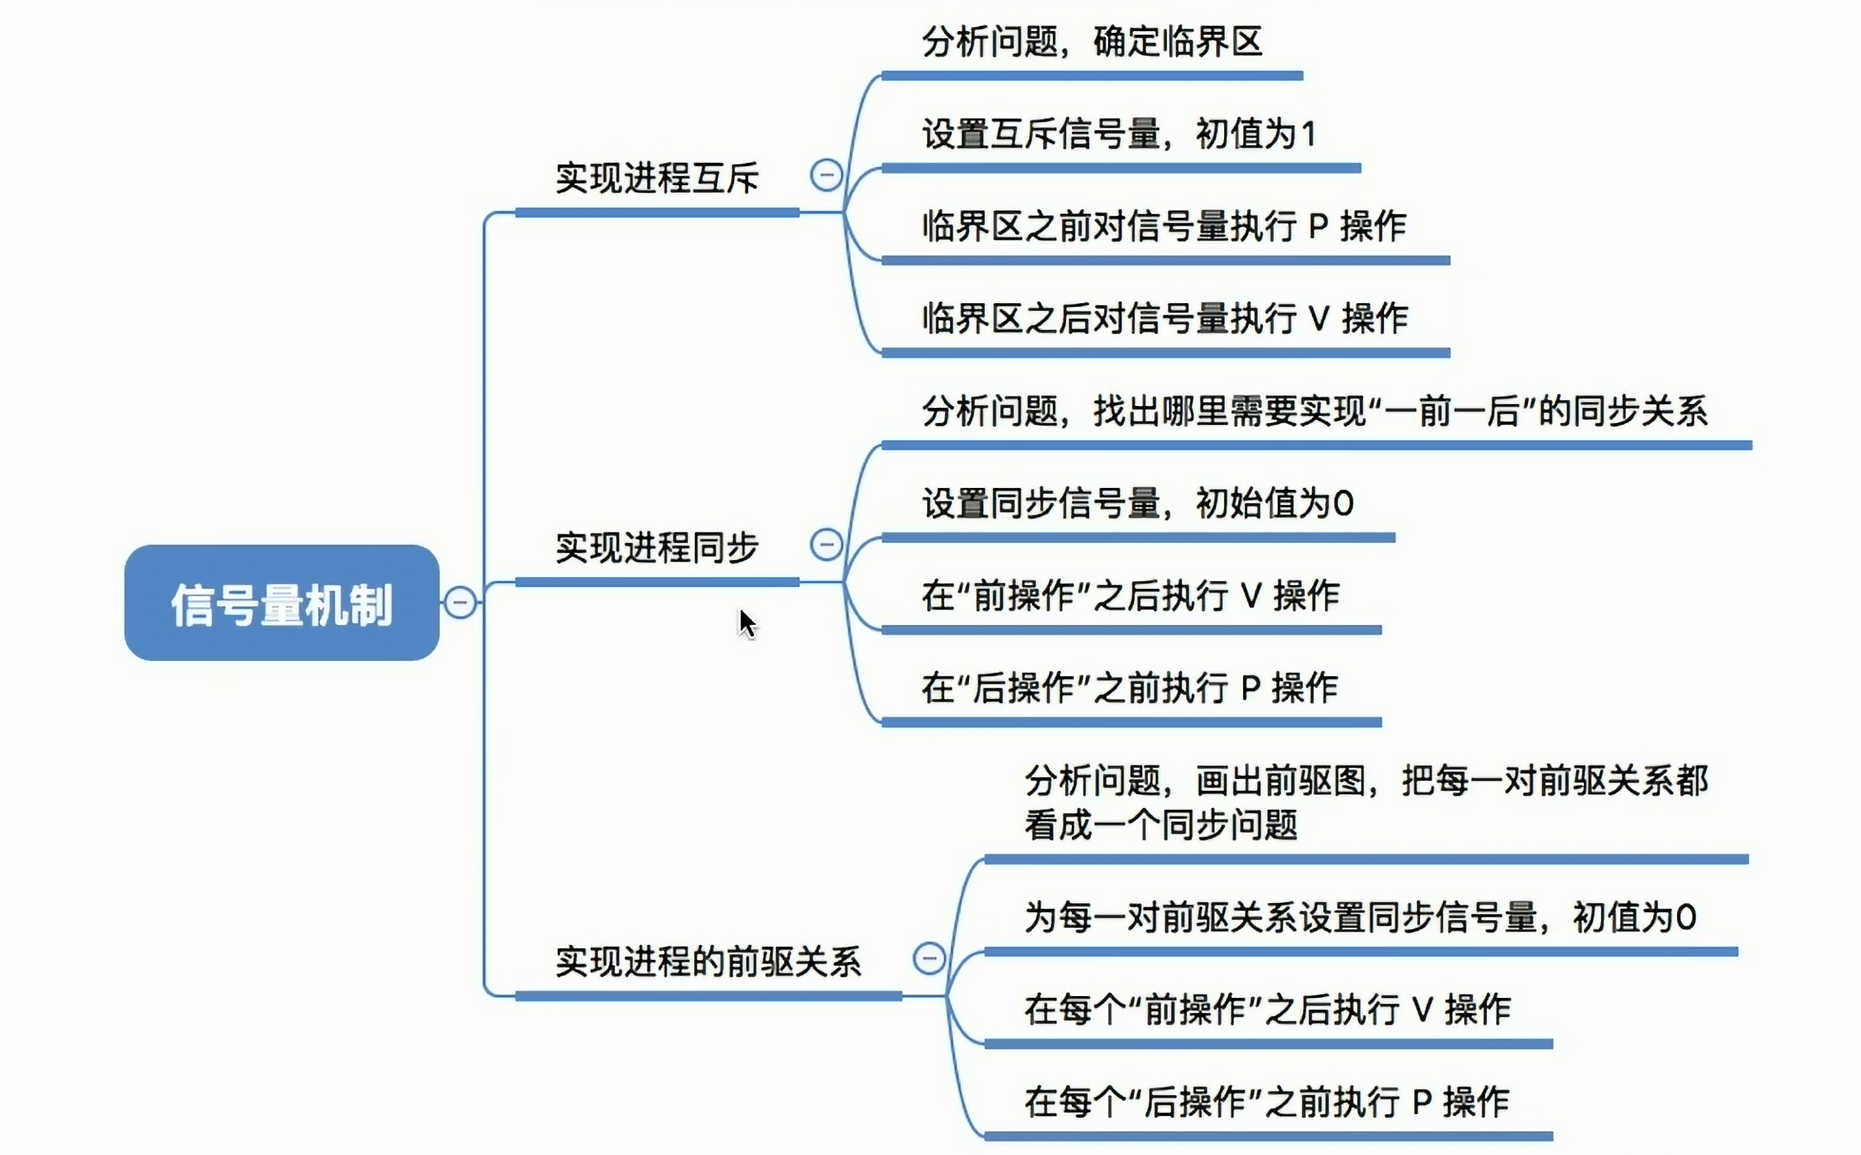 分析问题，确定临界区
设置互斥信号量，初值为1
实现进程互斥
临界区之前对信号量执行 P 操作
临界区之后对信号量执行 V 操作
分析问题，找出哪里需要实现“一前一后”的同步关系
设置同步信号量，初始值为0
实现进程同步
在“前操作”之后执行 V 操作
信号量机制
在“后操作”之前执行 P 操作
分析问题，画出前驱图，把每一对前驱关系都
看成一个同步问题
为每一对前驱关系设置同步信号量，初值为0
实现进程的前驱关系
在每个“前操作”之后执行 V 操作
在每个“后操作”之前执行 P 操作